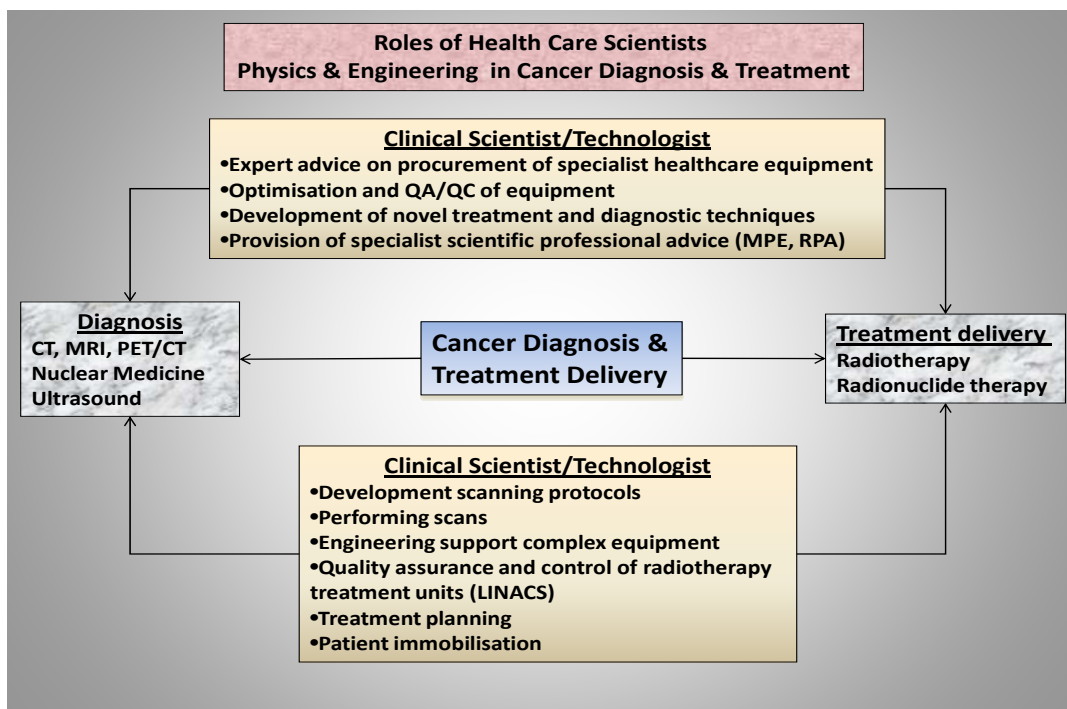 Roles of Health Care Scientists
Physics & Engineering in Cancer Diagnosis & Treatment
Clinical Scientist/Technologist
•Expert advice on procurement of specialist healthcare equipment
•Optimisation and QA/QC of equipment
•Development of novel treatment and diagnostic techniques
•Provision of specialist scientific professional advice (MPE, RPA)
Diagnosis
CT, MRI, PET/CT
Nuclear Medicine
Ultrasound
Cancer Diagnosis &
Treatment Delivery
Treatment delivery
Radiotherapy
Radionuclide therapy
Clinical Scientist/Technologist
•Development scanning protocols
•Performing scans
•Engineering support complex equipment
•Quality assurance and control of radiotherapy
treatment units (LINACS)
•Treatment planning
•Patient immobilisation